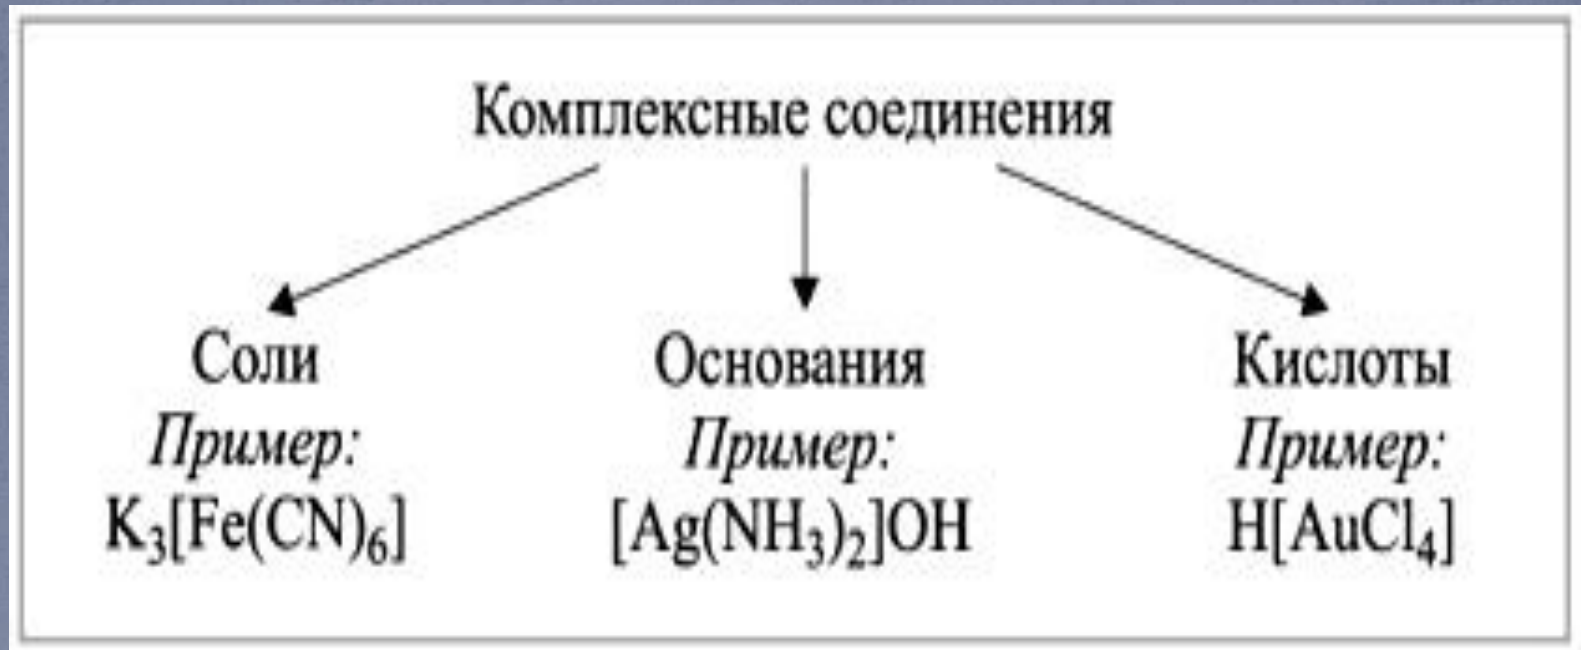 Комплексные соединения
Соли
Пример:
K₃[Fe(CN)₆]
Основания
Пример:
[Ag(NH₃)₂]OH
Кислоты
Пример:
H[AuCl₄]